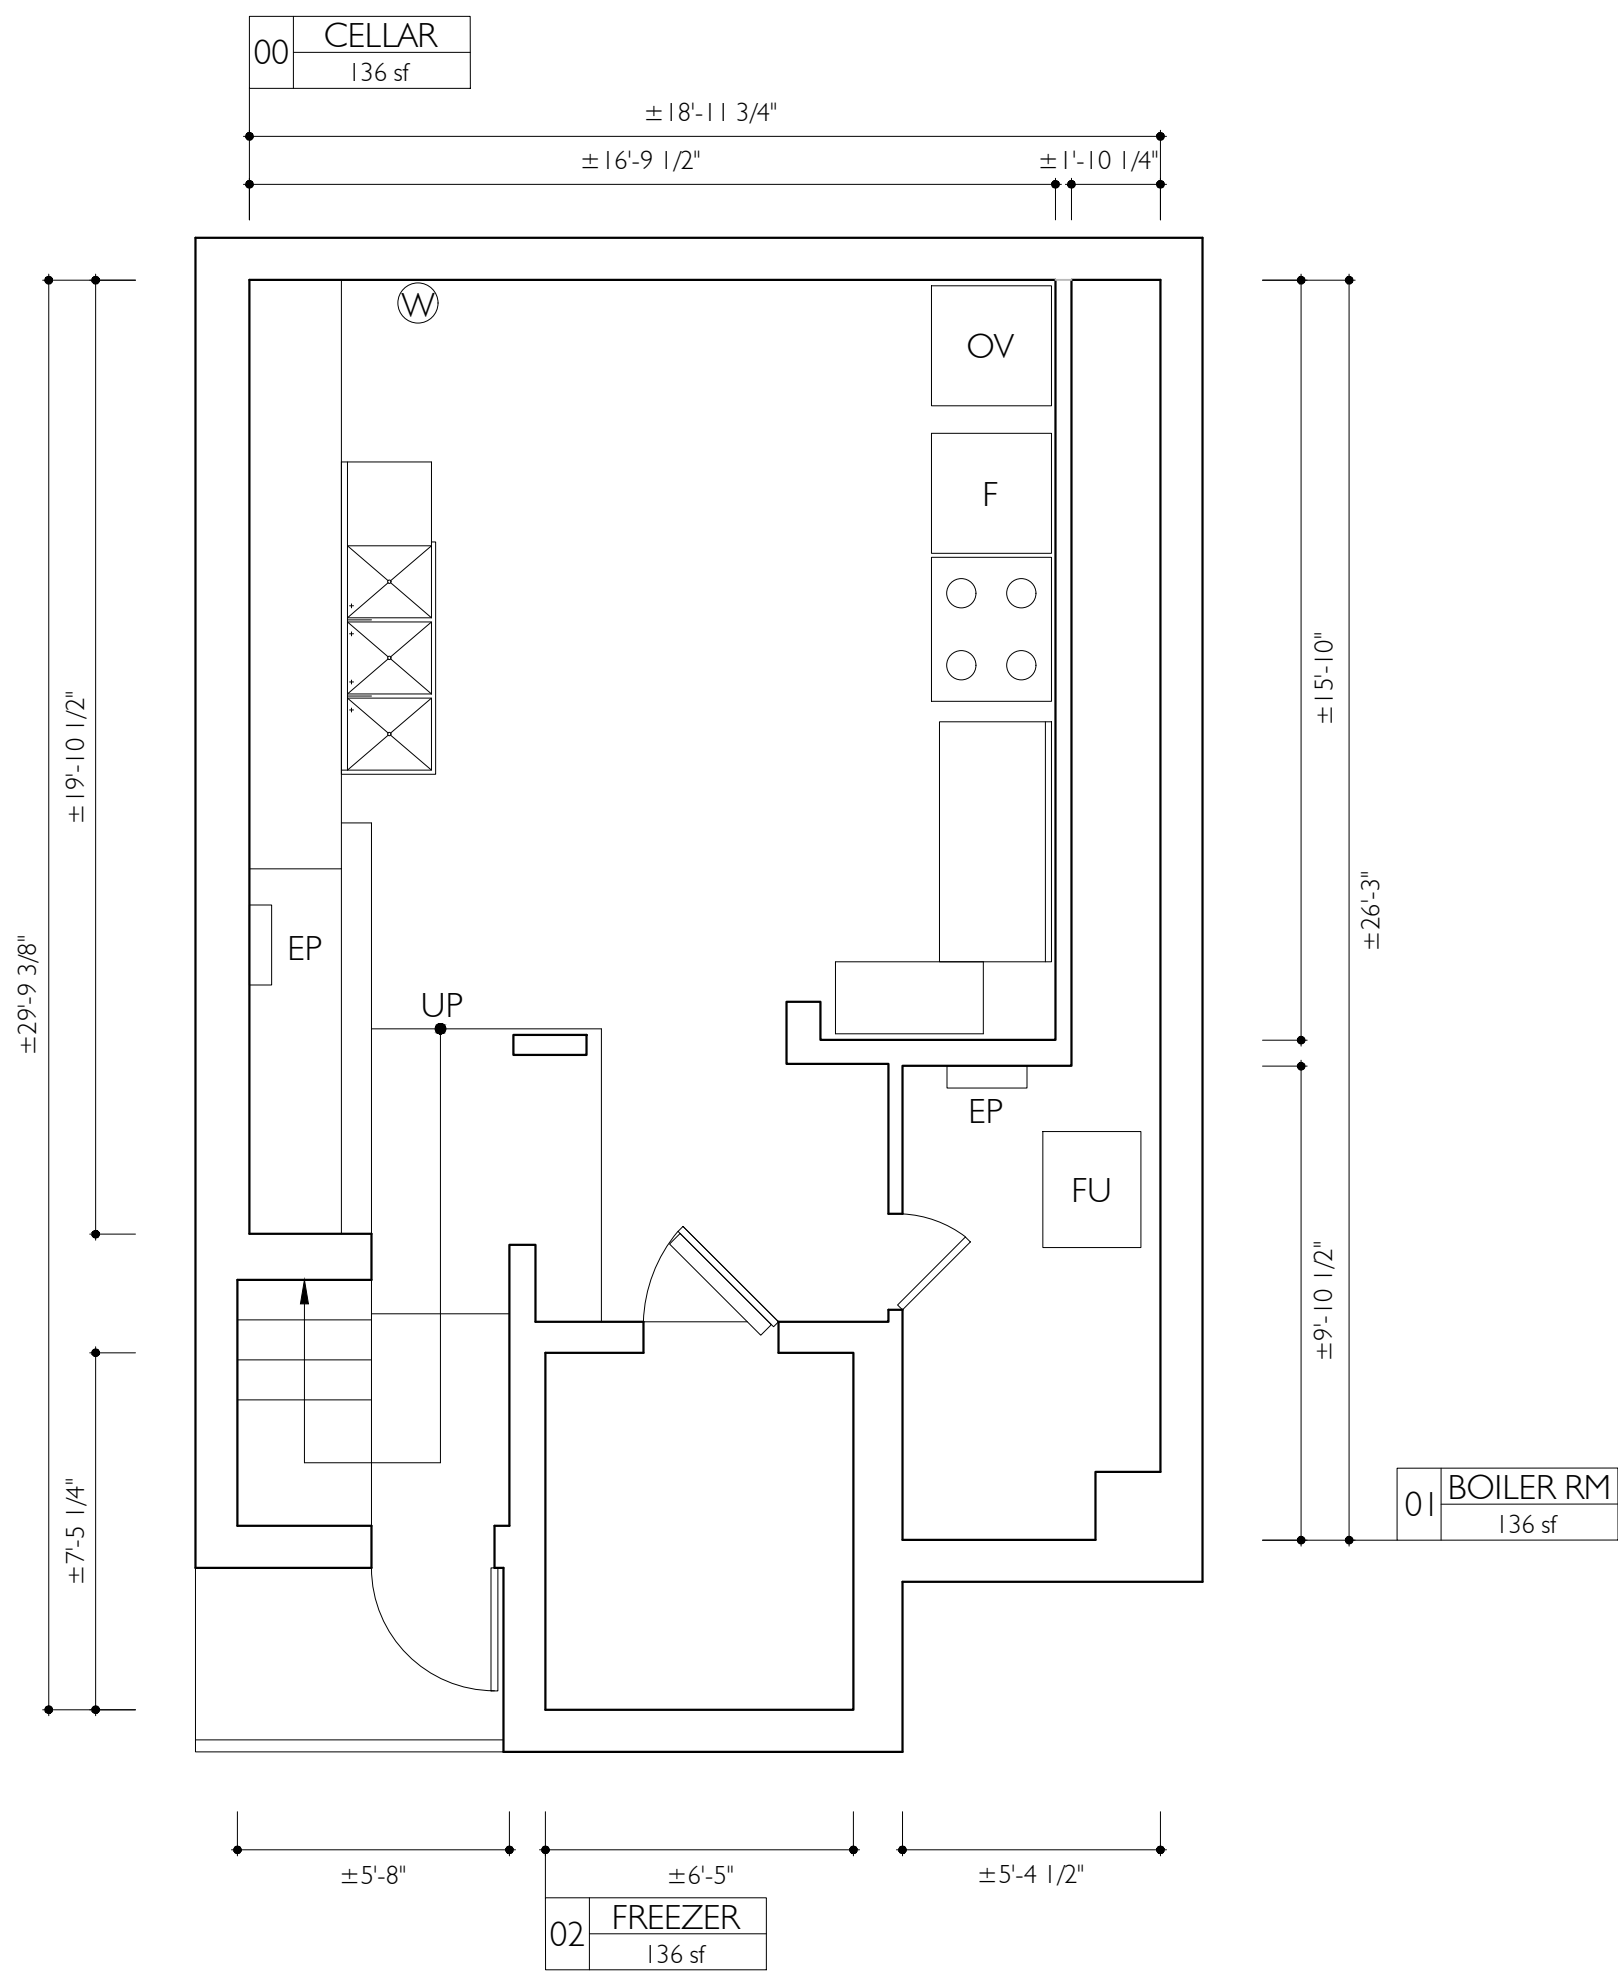 00
CELLAR
136 sf
±18'-11 3/4"
±16'-9 1/2"
±1'-10 1/4"
W
OV
F
±15'-10"
±19'-10 1/2"
±26'-3"
±29'-9 3/8"
EP
UP
EP
FU
±9'-10 1/2"
±7'-5 1/4"
01
BOILER RM
136 sf
±5'-8"
±6'-5"
±5'-4 1/2"
02
FREEZER
136 sf